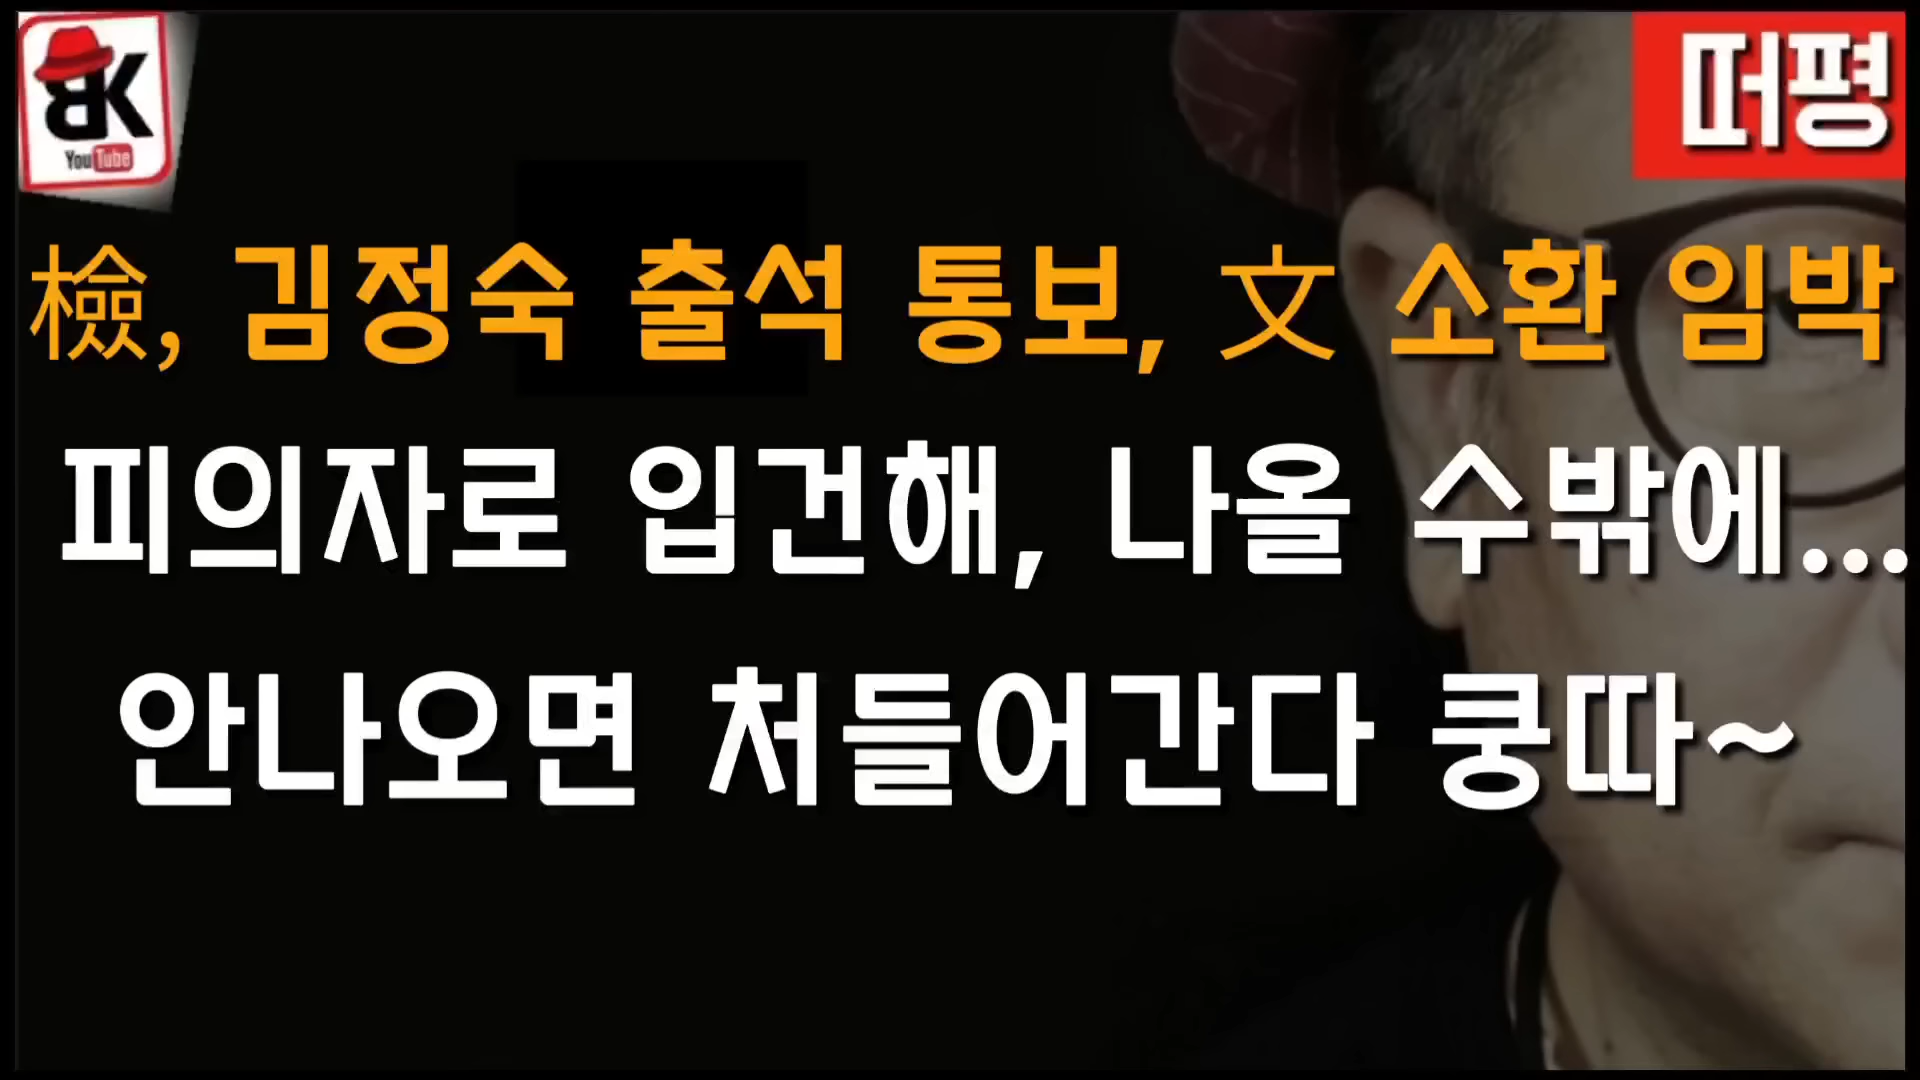 BK
YouTube
떠평
檢, 김정숙 출석 통보, 文 소환 임박
피의자로 입건해, 나올 수밖에...
안나오면 처들어간다 쿵따~